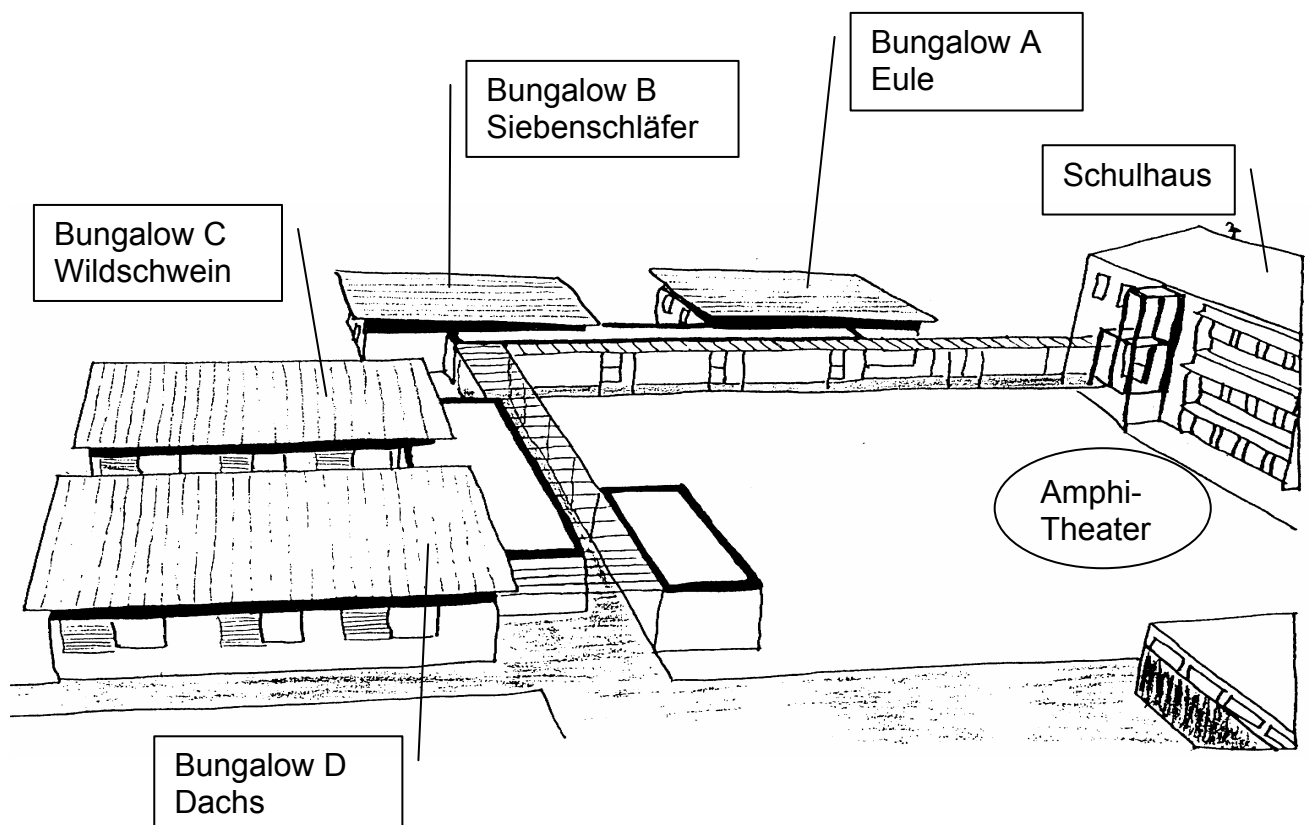 Bungalow A
Eule
Bungalow B
Siebenschläfer
Schulhaus
Bungalow C
Wildschwein
Amphi-
Theater
Bungalow D
Dachs